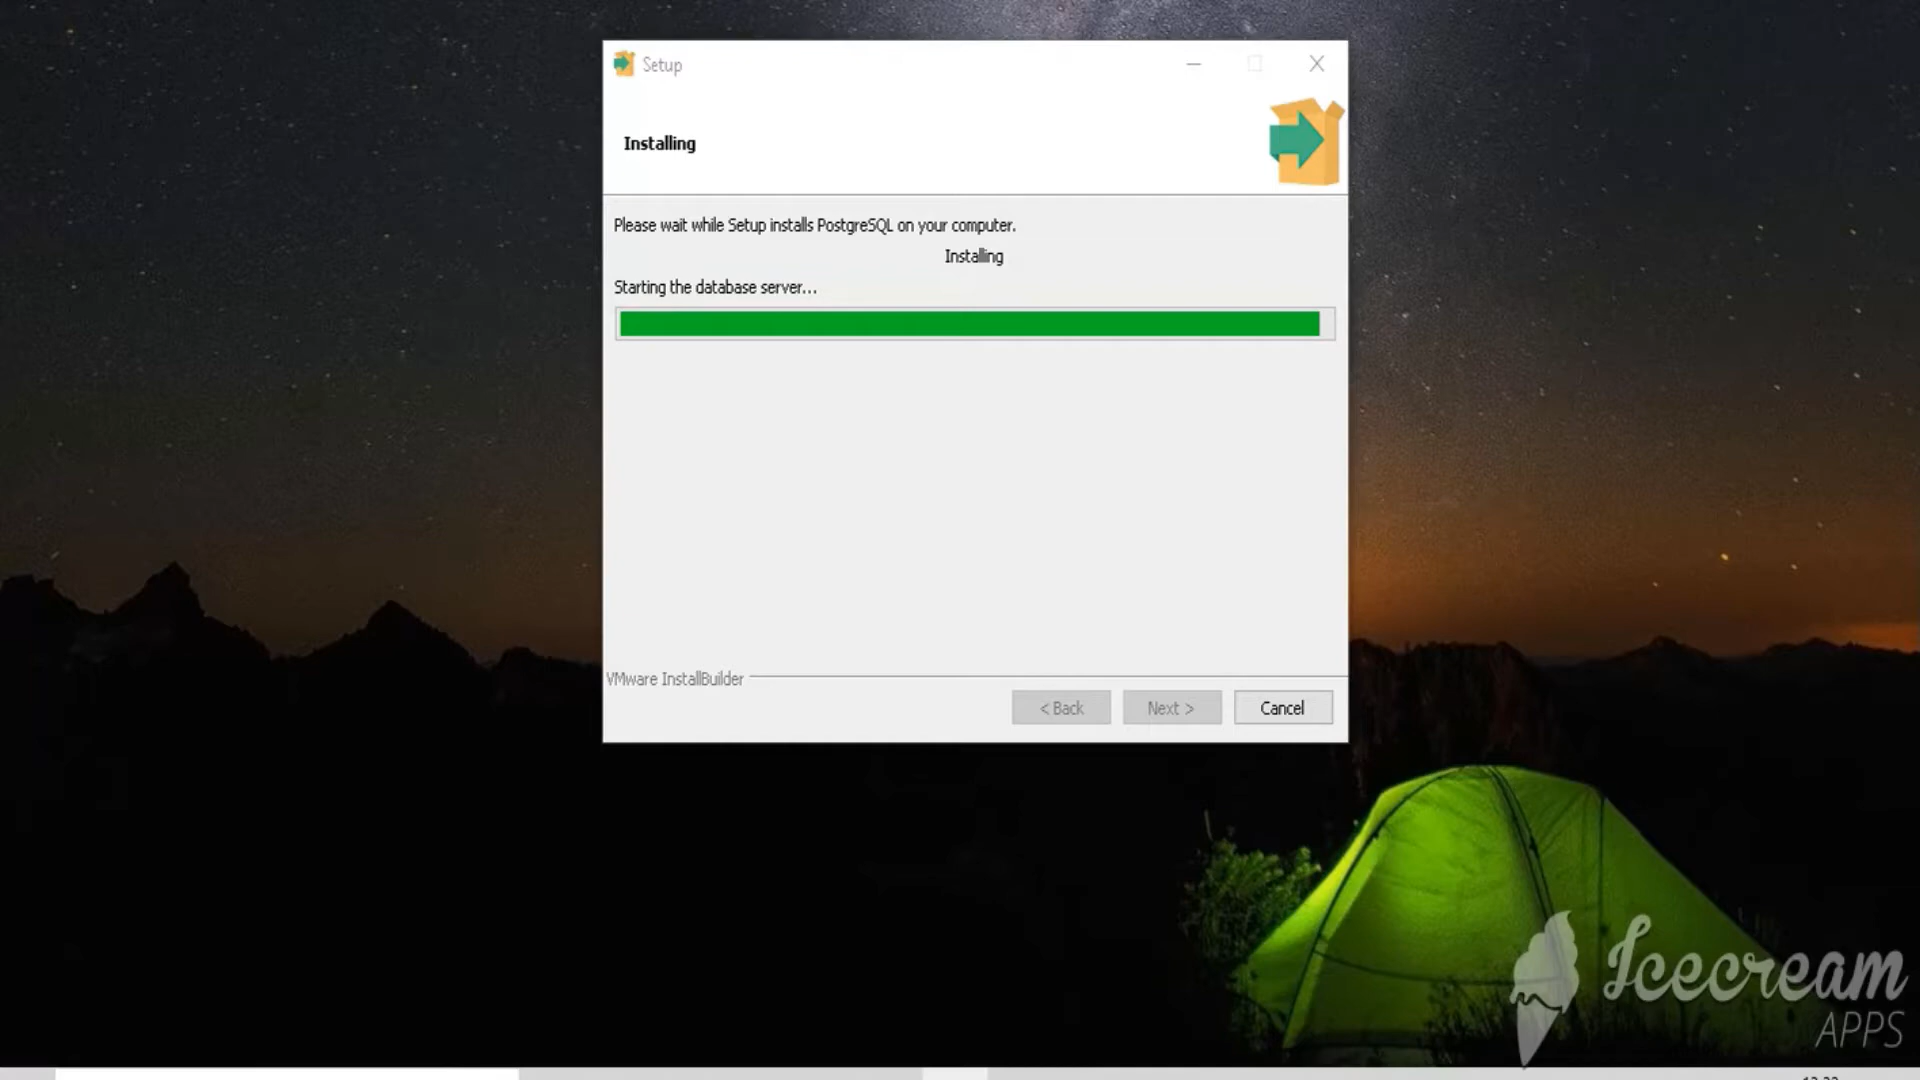 Setup
Installing
Please wait while Setup installs PostgreSQL on your computer.
Installing
Starting the database server...
VMware InstallBuilder
< Back
Next >
Cancel
Icecream
APPS